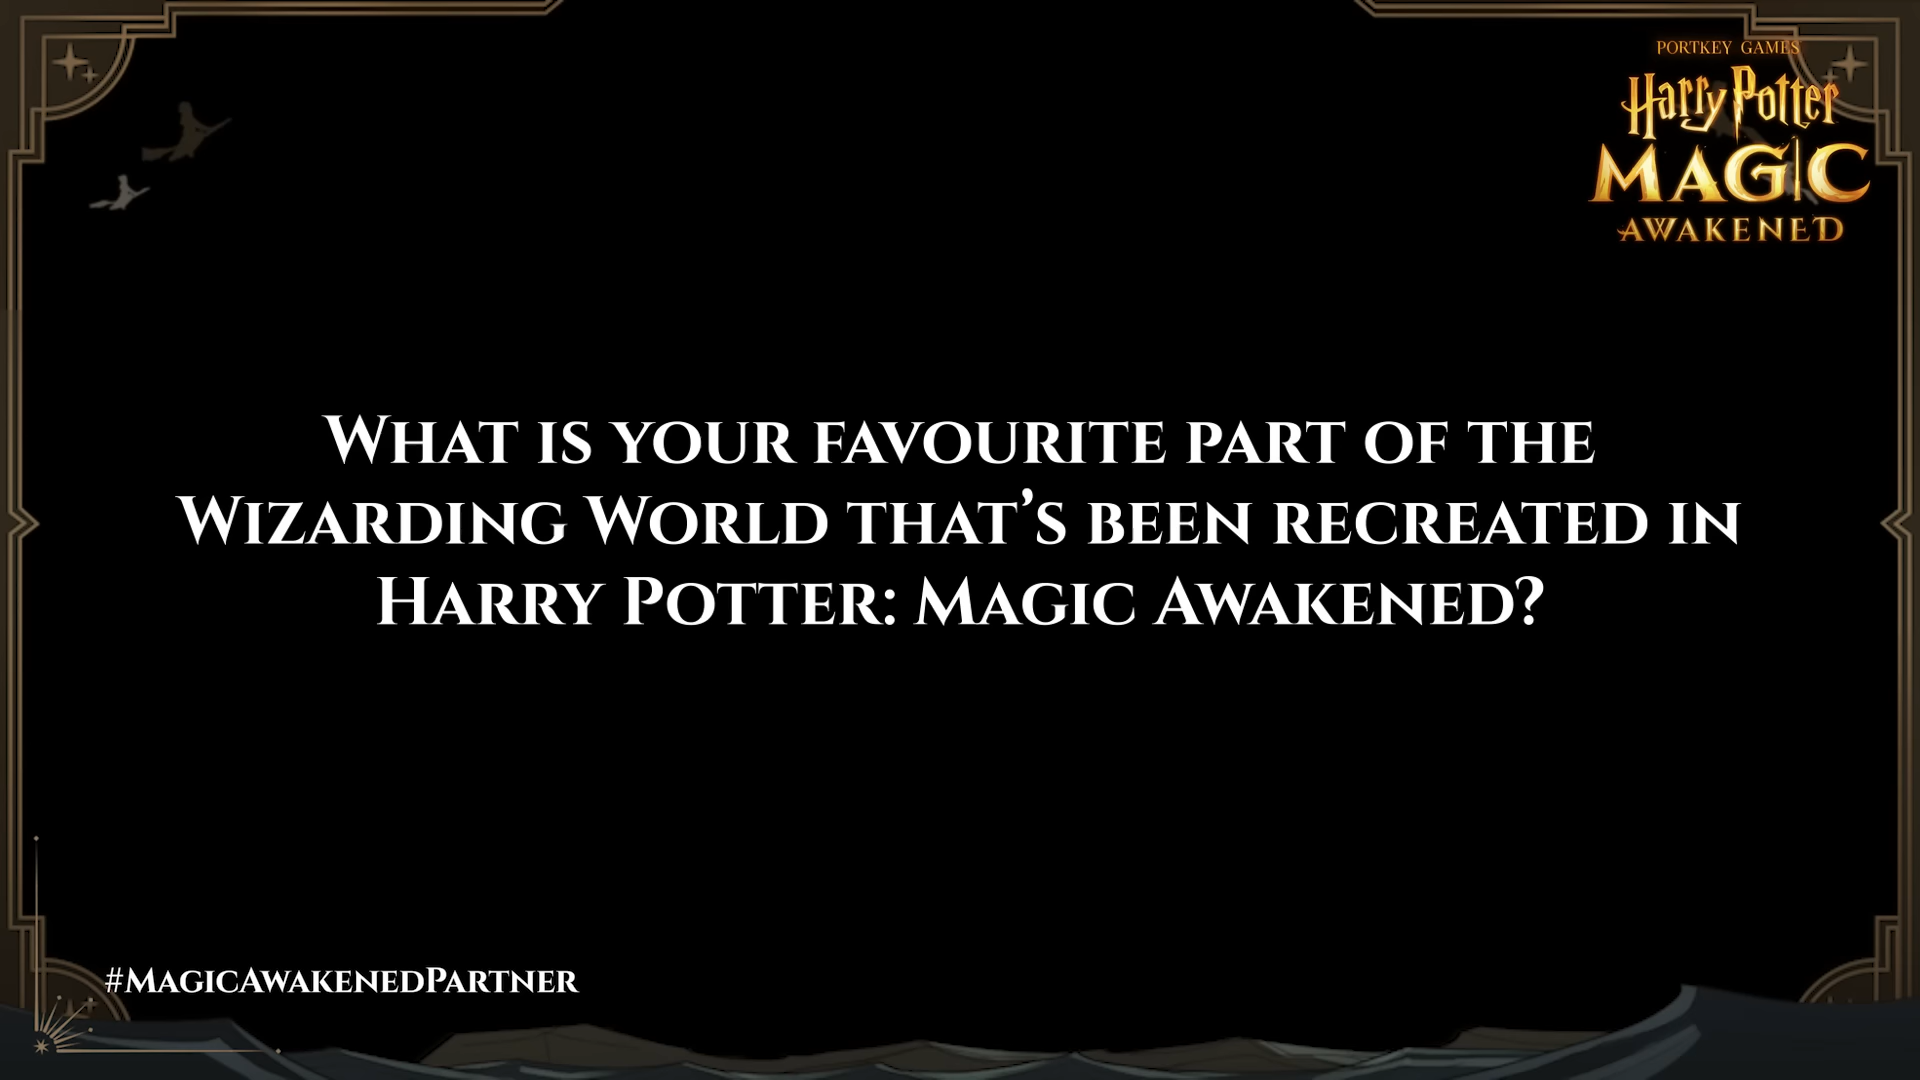 PORTKEY GAMES
Harry Potter
MAGIC
AWAKENED
What is your favourite part of the
Wizarding World that’s been recreated in
Harry Potter: Magic Awakened?
#MagicAwakenedPartner